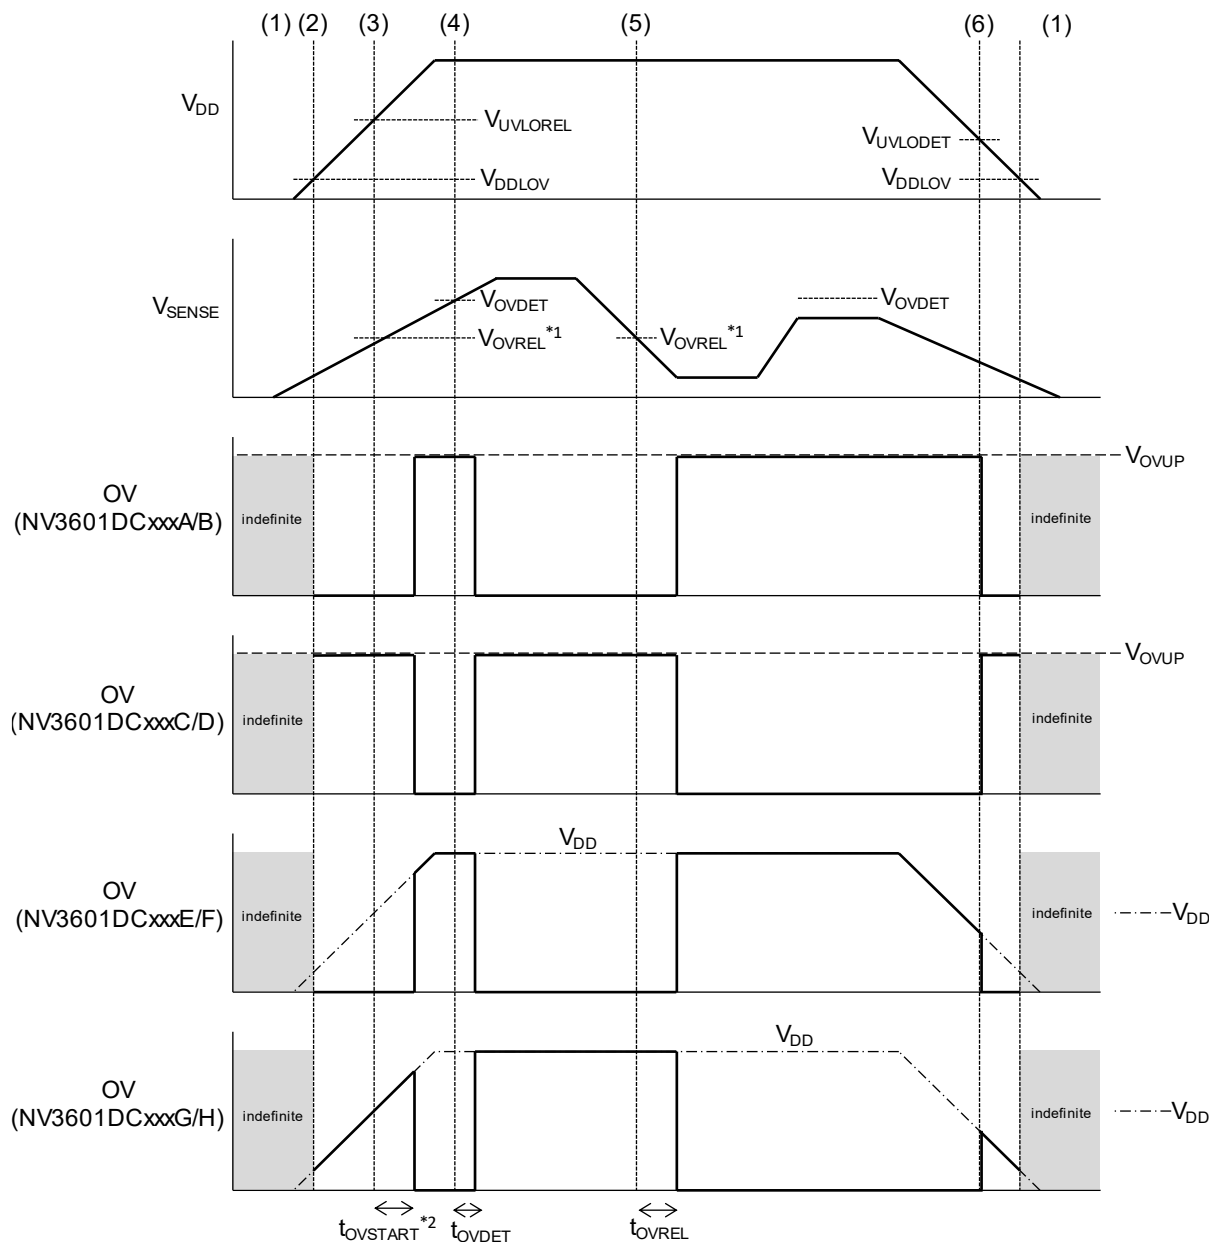 (1) (2) (3) (4) (5) (6) (1)
VDD
VUVLOREL
VUVLODET
VDDLOV
VDDLOV
VSENSE
VOVDET
VOVDET
VOVREL*1
VOVREL*1
VOVUP
OV
(NV3601DCxxxA/B)
indefinite
indefinite
VOVUP
OV
(NV3601DCxxxC/D)
indefinite
indefinite
VDD
OV
(NV3601DCxxxE/F)
indefinite
indefinite
VDD
VDD
OV
(NV3601DCxxxG/H)
indefinite
indefinite
VDD
tOVSTART*2 tOVDET tOVREL